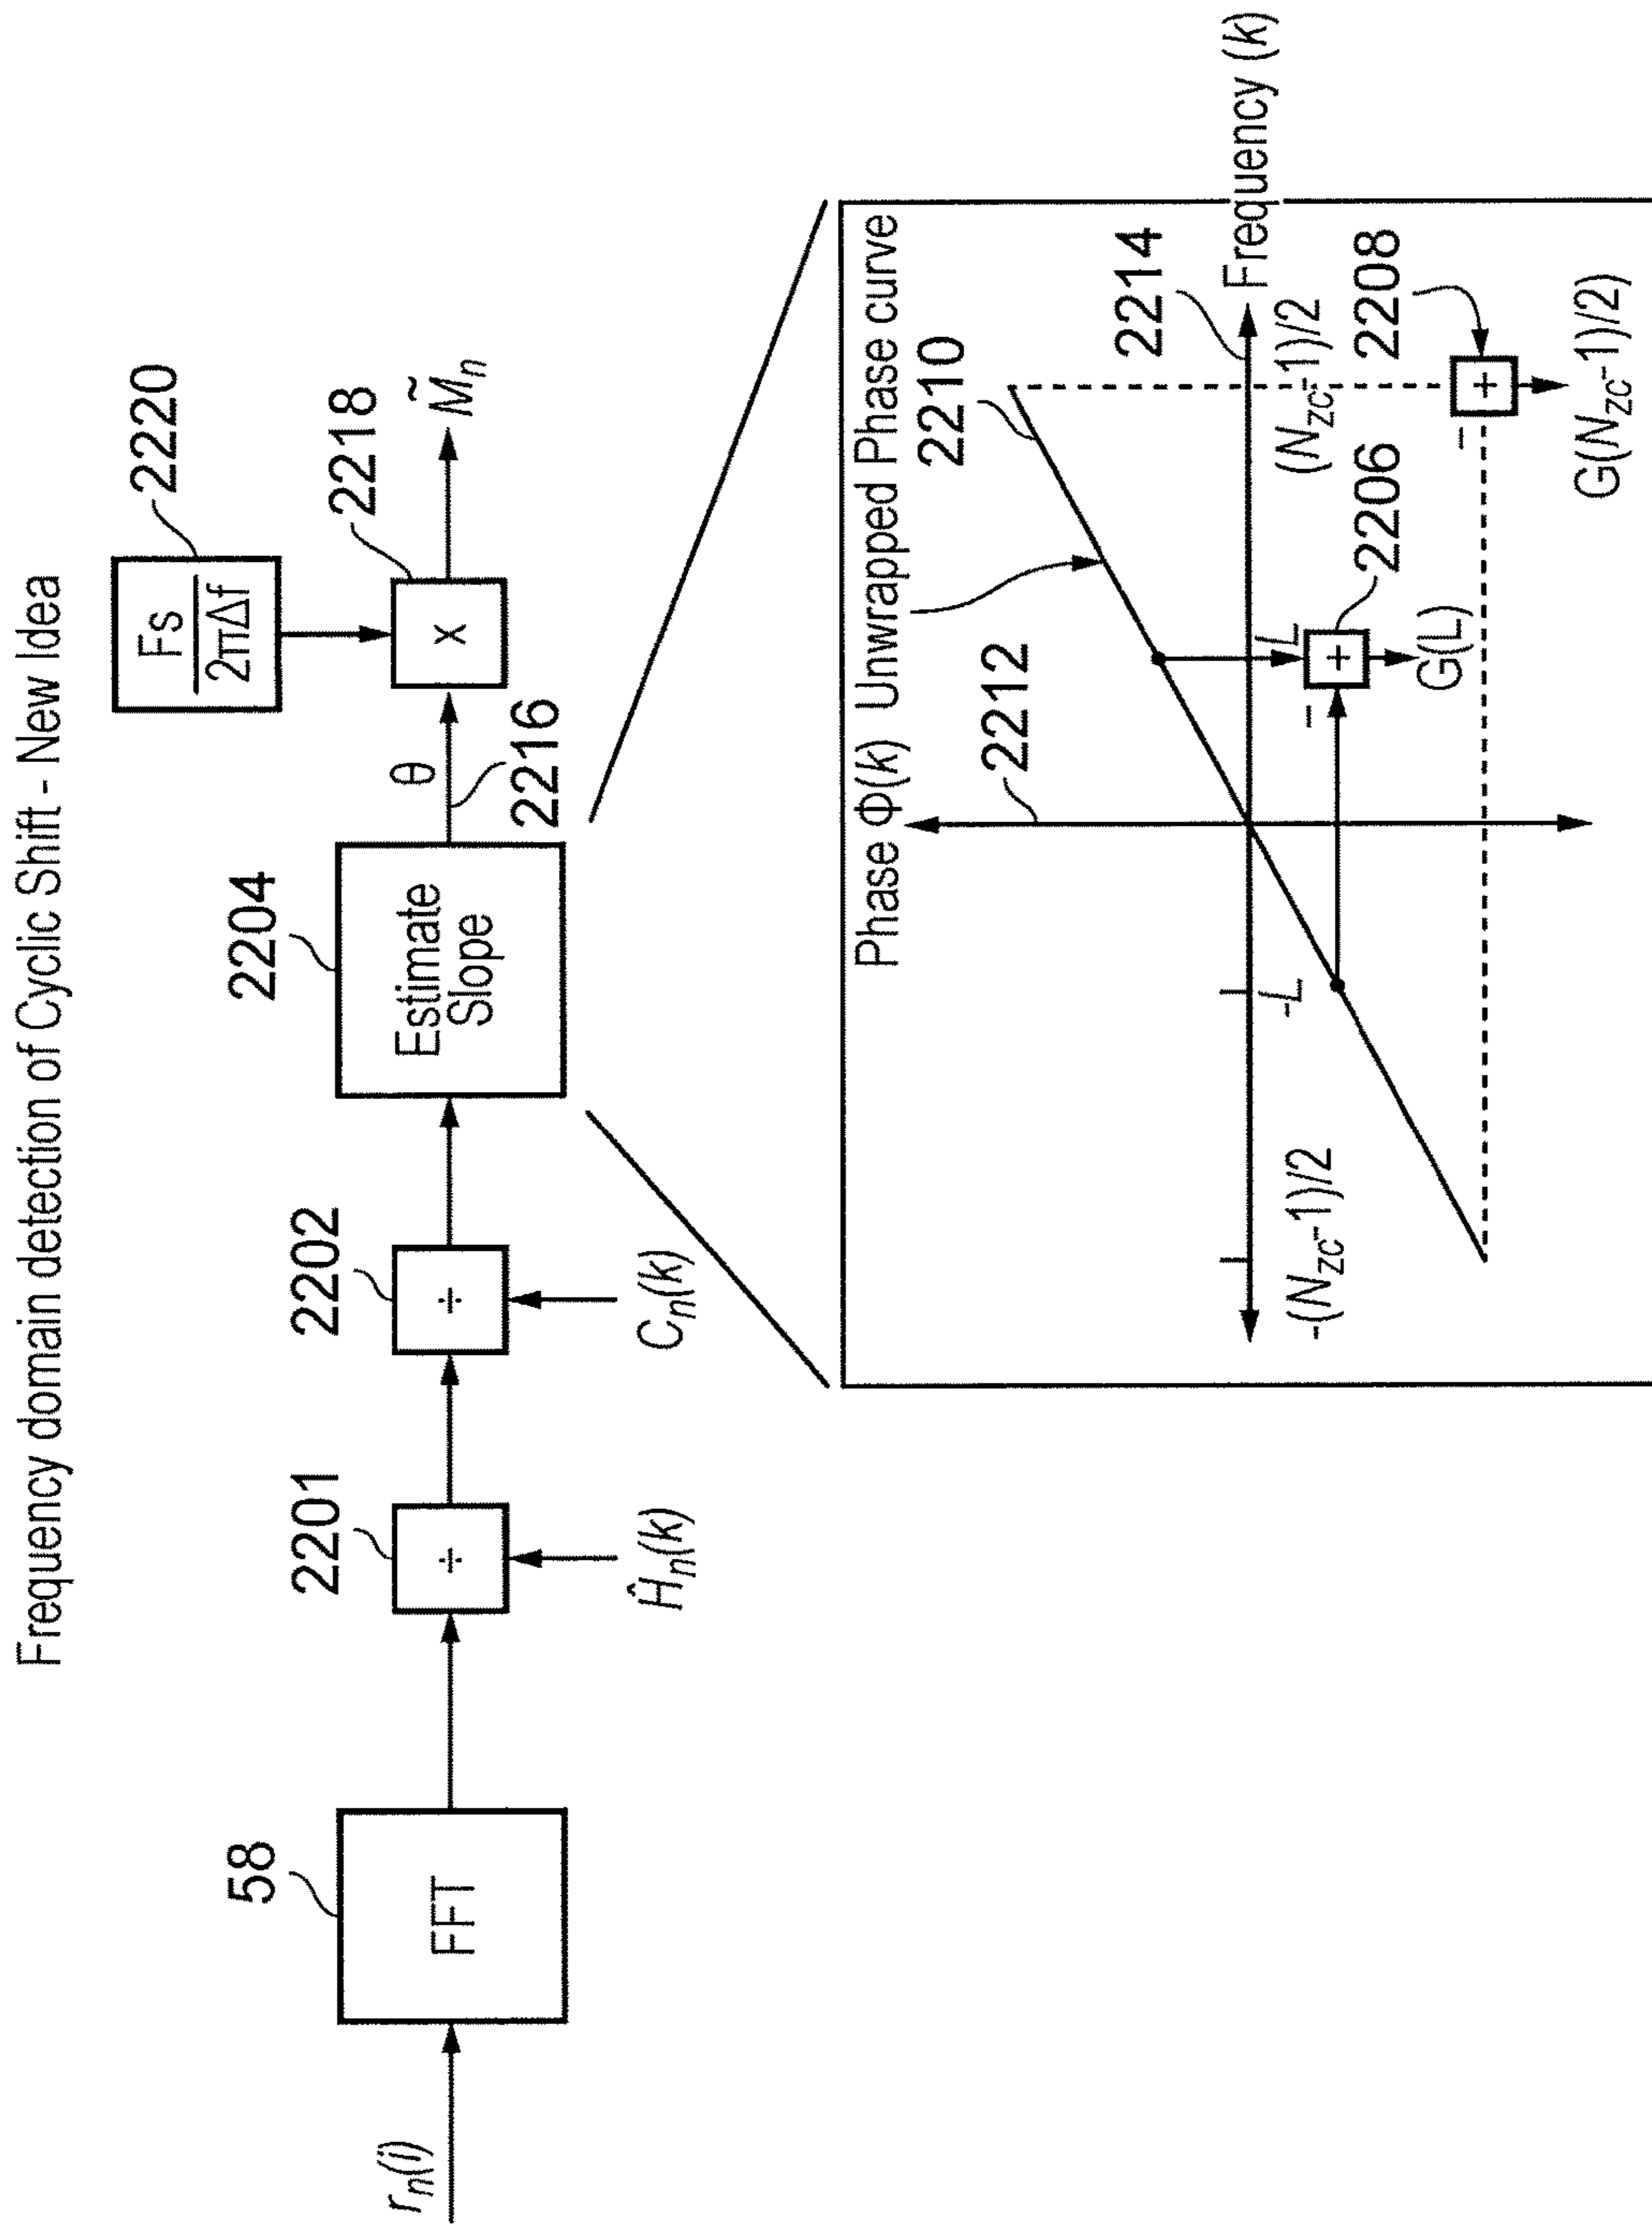 Frequency domain detection of Cyclic Shift - New Idea
r_n(i)
58
FFT
2201
÷
Ĥ_n(k)
2202
÷
C_n(k)
2204
Estimate
Slope
θ
2216
2220
Fs
2πΔf
2218
x
M̃_n
Phase Φ(k) Unwrapped Phase curve
2212
2210
2214
Frequency (k)
-(N_zc-1)/2
-L
L
(N_zc-1)/2
2206
+
−
G(L)
2208
+
−
G(N_zc-1)/2)